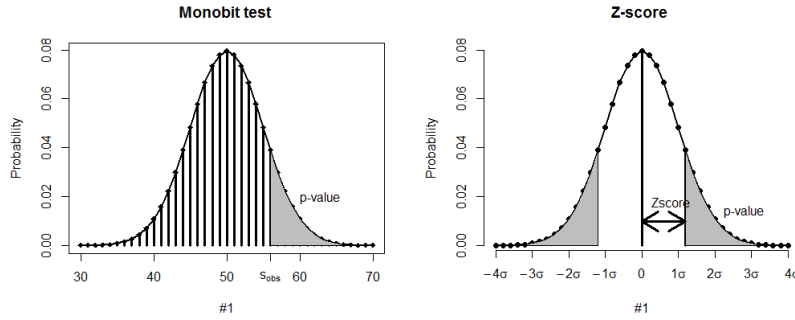 Monobit test
Probability
0.00 0.02 0.04 0.06 0.08
p-value
30 40 50 Sobs 60 70
#1
Z-score
Probability
0.00 0.02 0.04 0.06 0.08
Zscore
p-value
−4σ −3σ −2σ −1σ 0 1σ 2σ 3σ 4σ
#1